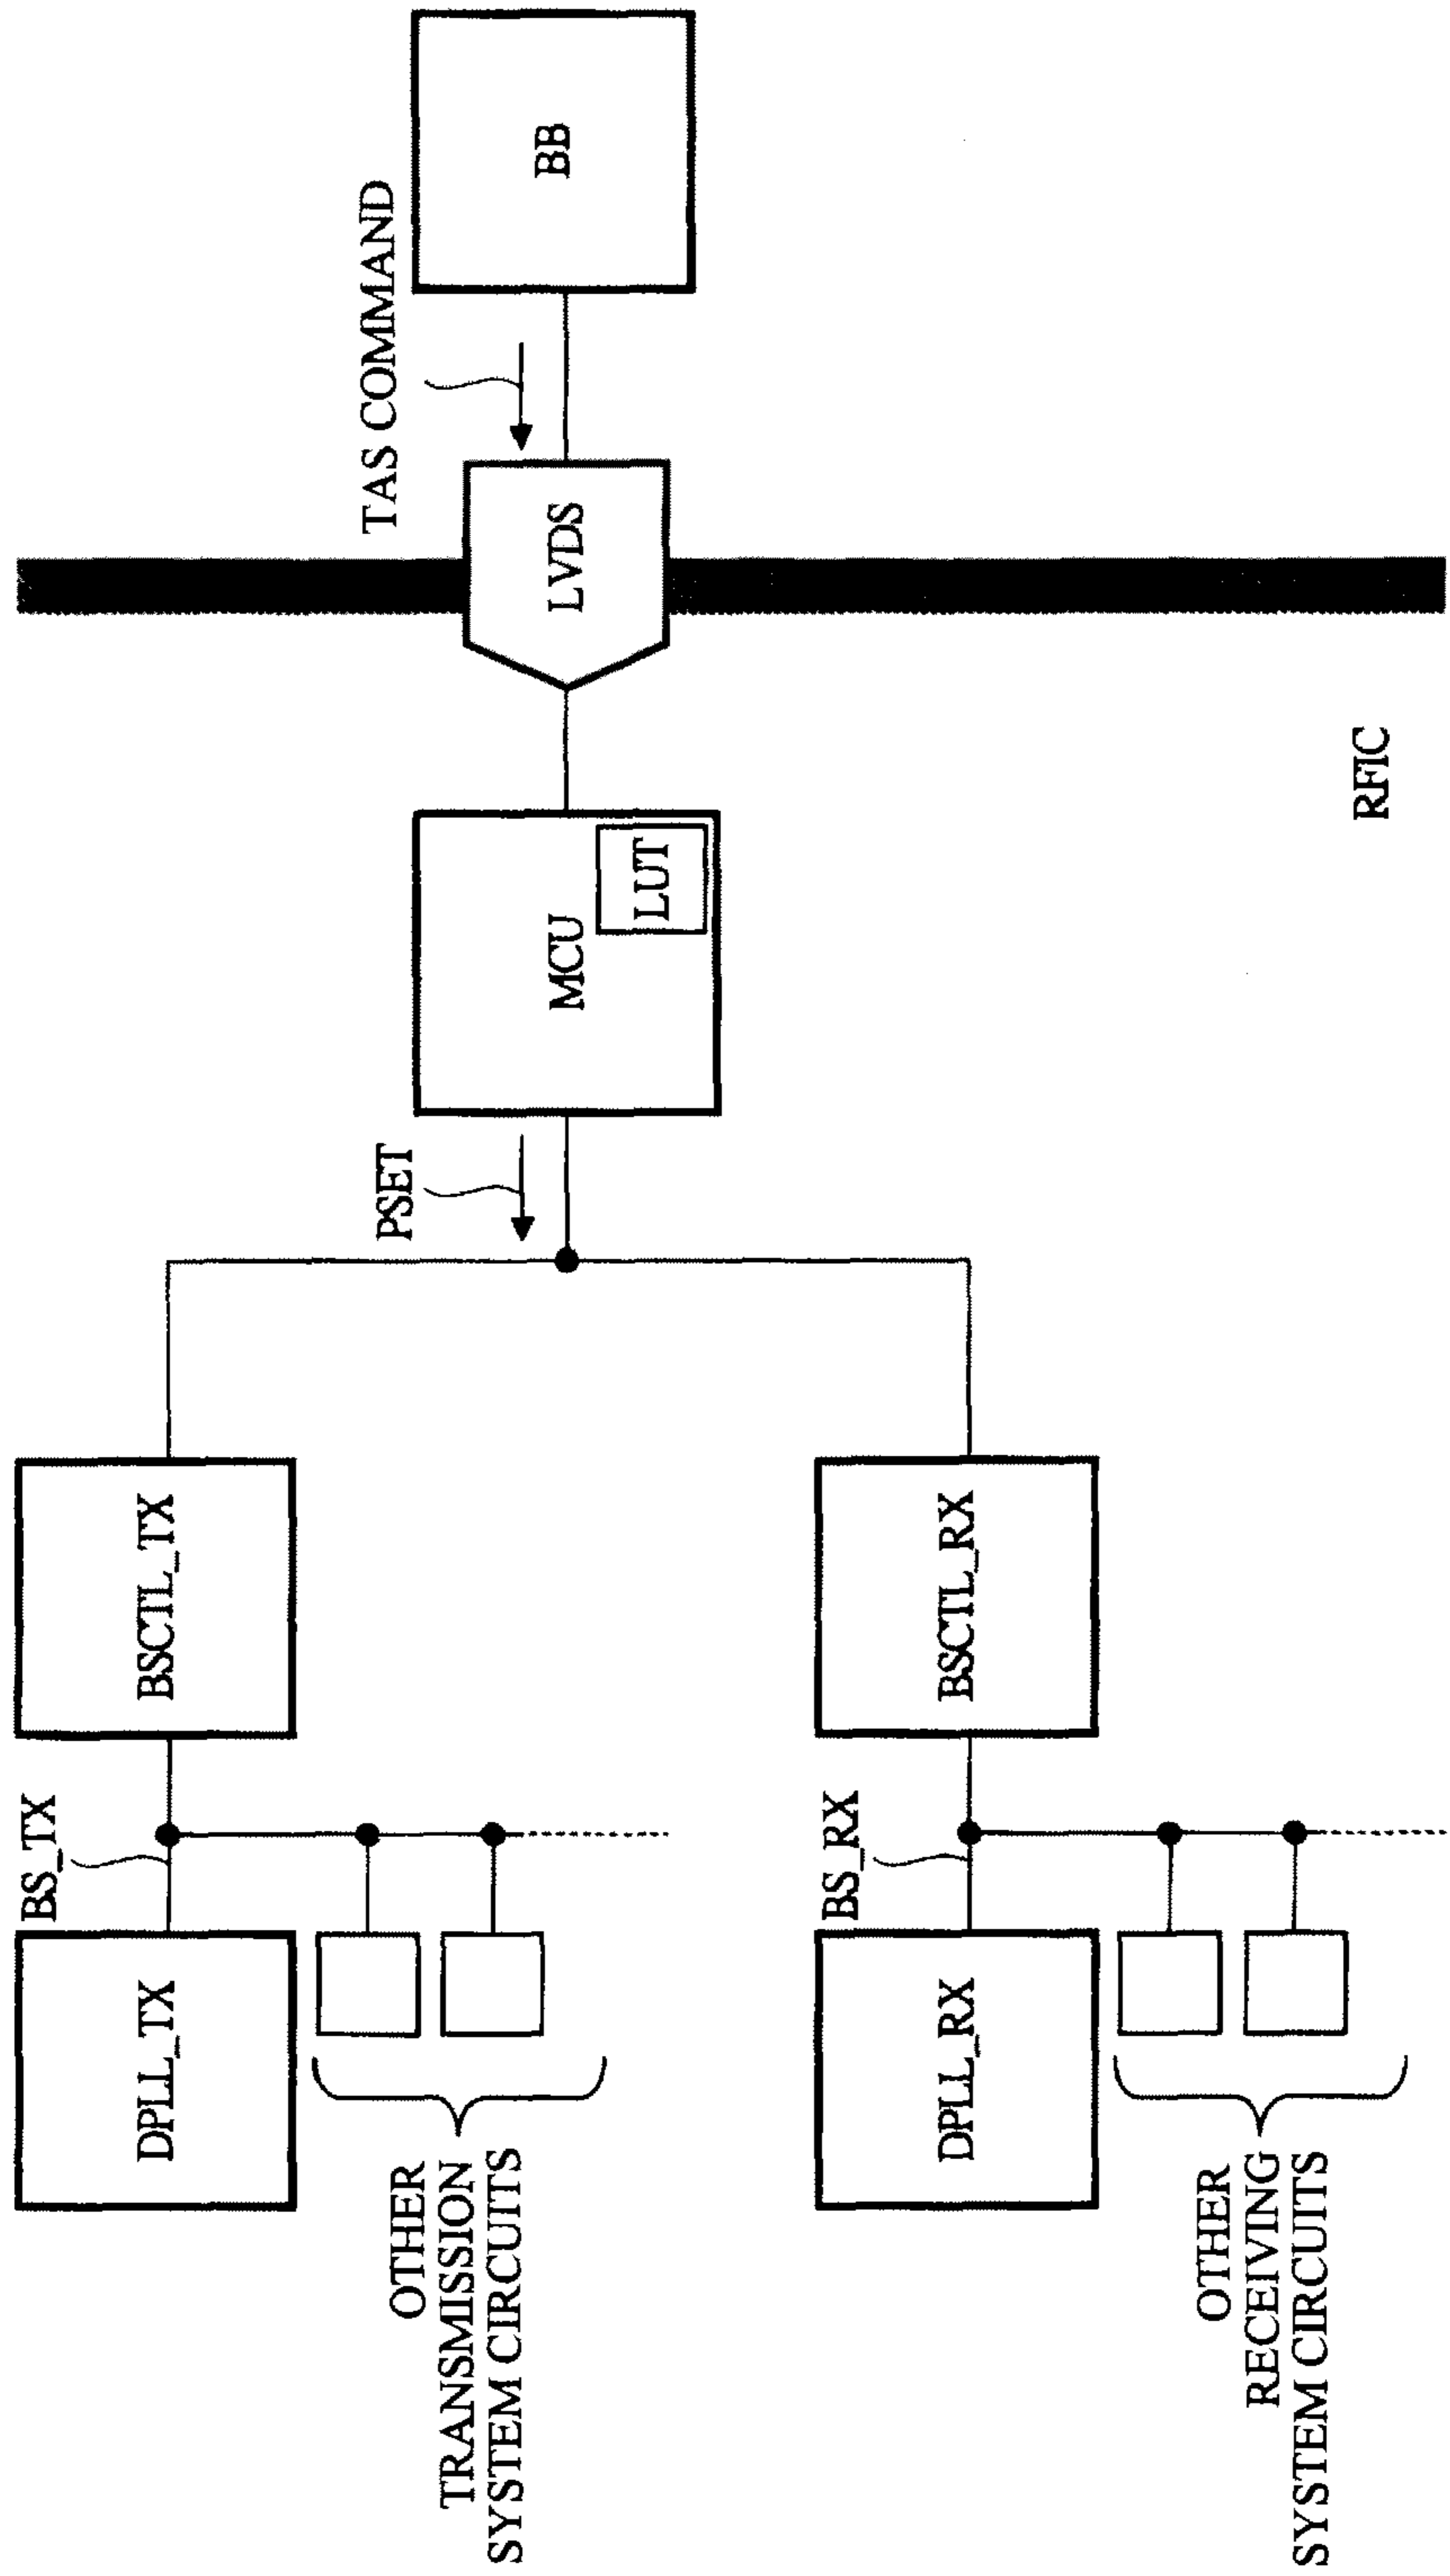 BS_TX
DPLL_TX
BSCTL_TX
OTHER
TRANSMISSION
SYSTEM CIRCUITS
PSET
MCU
LUT
TAS COMMAND
LVDS
BB
BS_RX
DPLL_RX
BSCTL_RX
OTHER
RECEIVING
SYSTEM CIRCUITS
RFIC